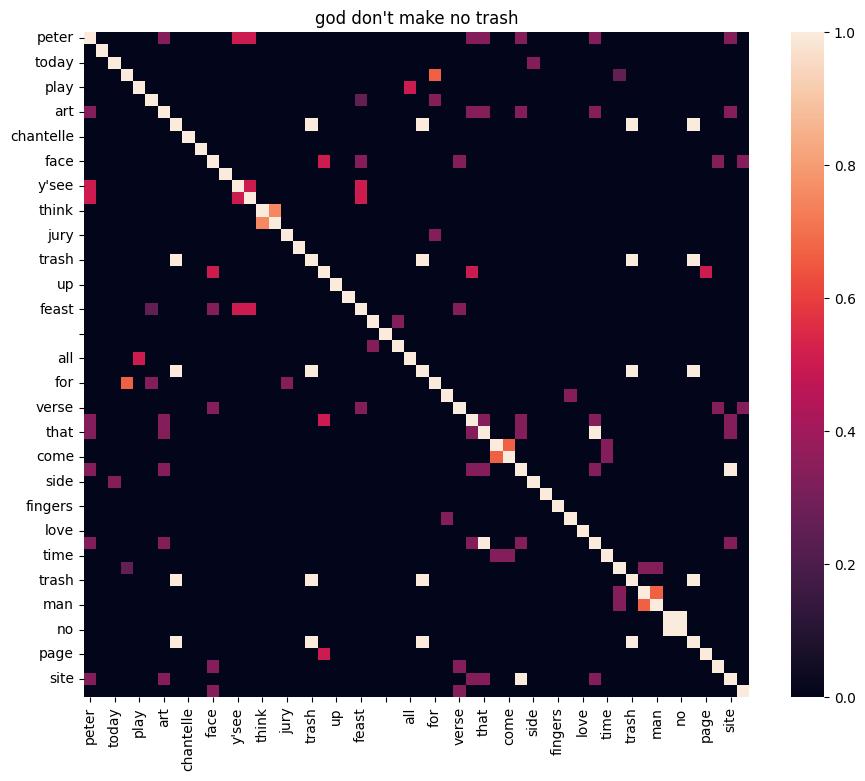 god don't make no trash
peter
today
play
art
chantelle
face
y'see
think
jury
trash
up
feast
all
for
verse
that
come
side
fingers
love
time
trash
man
no
page
site
1.0
0.8
0.6
0.4
0.2
0.0
peter
today
play
art
chantelle
face
y'see
think
jury
trash
up
feast
all
for
verse
that
come
side
fingers
love
time
trash
man
no
page
site